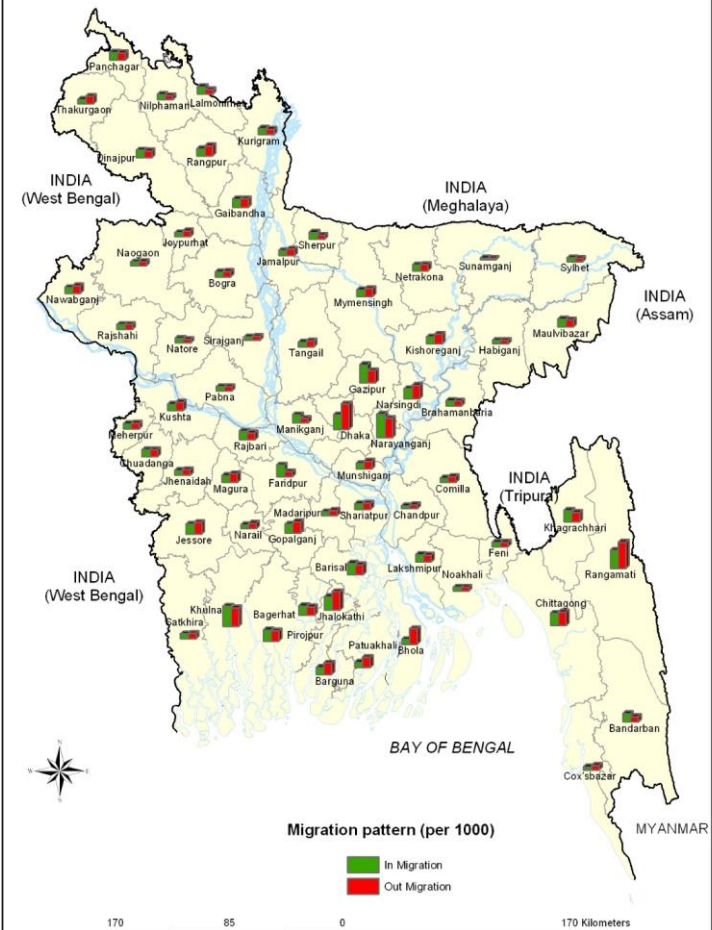 Panchagar
Thakurgaon
Nilphamari
Lalmonirhat
Dinajpur
Rangpur
Kurigram
INDIA
(West Bengal)
Gaibandha
INDIA
(Meghalaya)
Joypurhat
Naogaon
Sherpur
Jamalpur
Bogra
Netrakona
Sunamganj
Sylhet
Nawabganj
Mymensingh
INDIA
(Assam)
Rajshahi
Natore
Sirajganj
Tangail
Kishoreganj
Habiganj
Maulvibazar
Gazipur
Pabna
Narsingdi
Kushta
Brahamanbaria
Meherpur
Manikganj
Dhaka
Narayanganj
Rajbari
Chuadanga
Jhenaidah
Magura
Faridpur
Munshiganj
Comilla
INDIA
(Tripura)
Khagrachhari
Madaripur
Shariatpur
Chandpur
Jessore
Narail
Gopalganj
Feni
Rangamati
INDIA
(West Bengal)
Barisal
Lakshmipur
Noakhali
Chittagong
Khulna
Satkhira
Bagerhat
Jhalokathi
Pirojpur
Patuakhali
Bhola
Barguna
Bandarban
BAY OF BENGAL
Cox'sbazar
N
W
E
S
MYANMAR
Migration pattern (per 1000)
In Migration
Out Migration
170 85 0 170 Kilometers